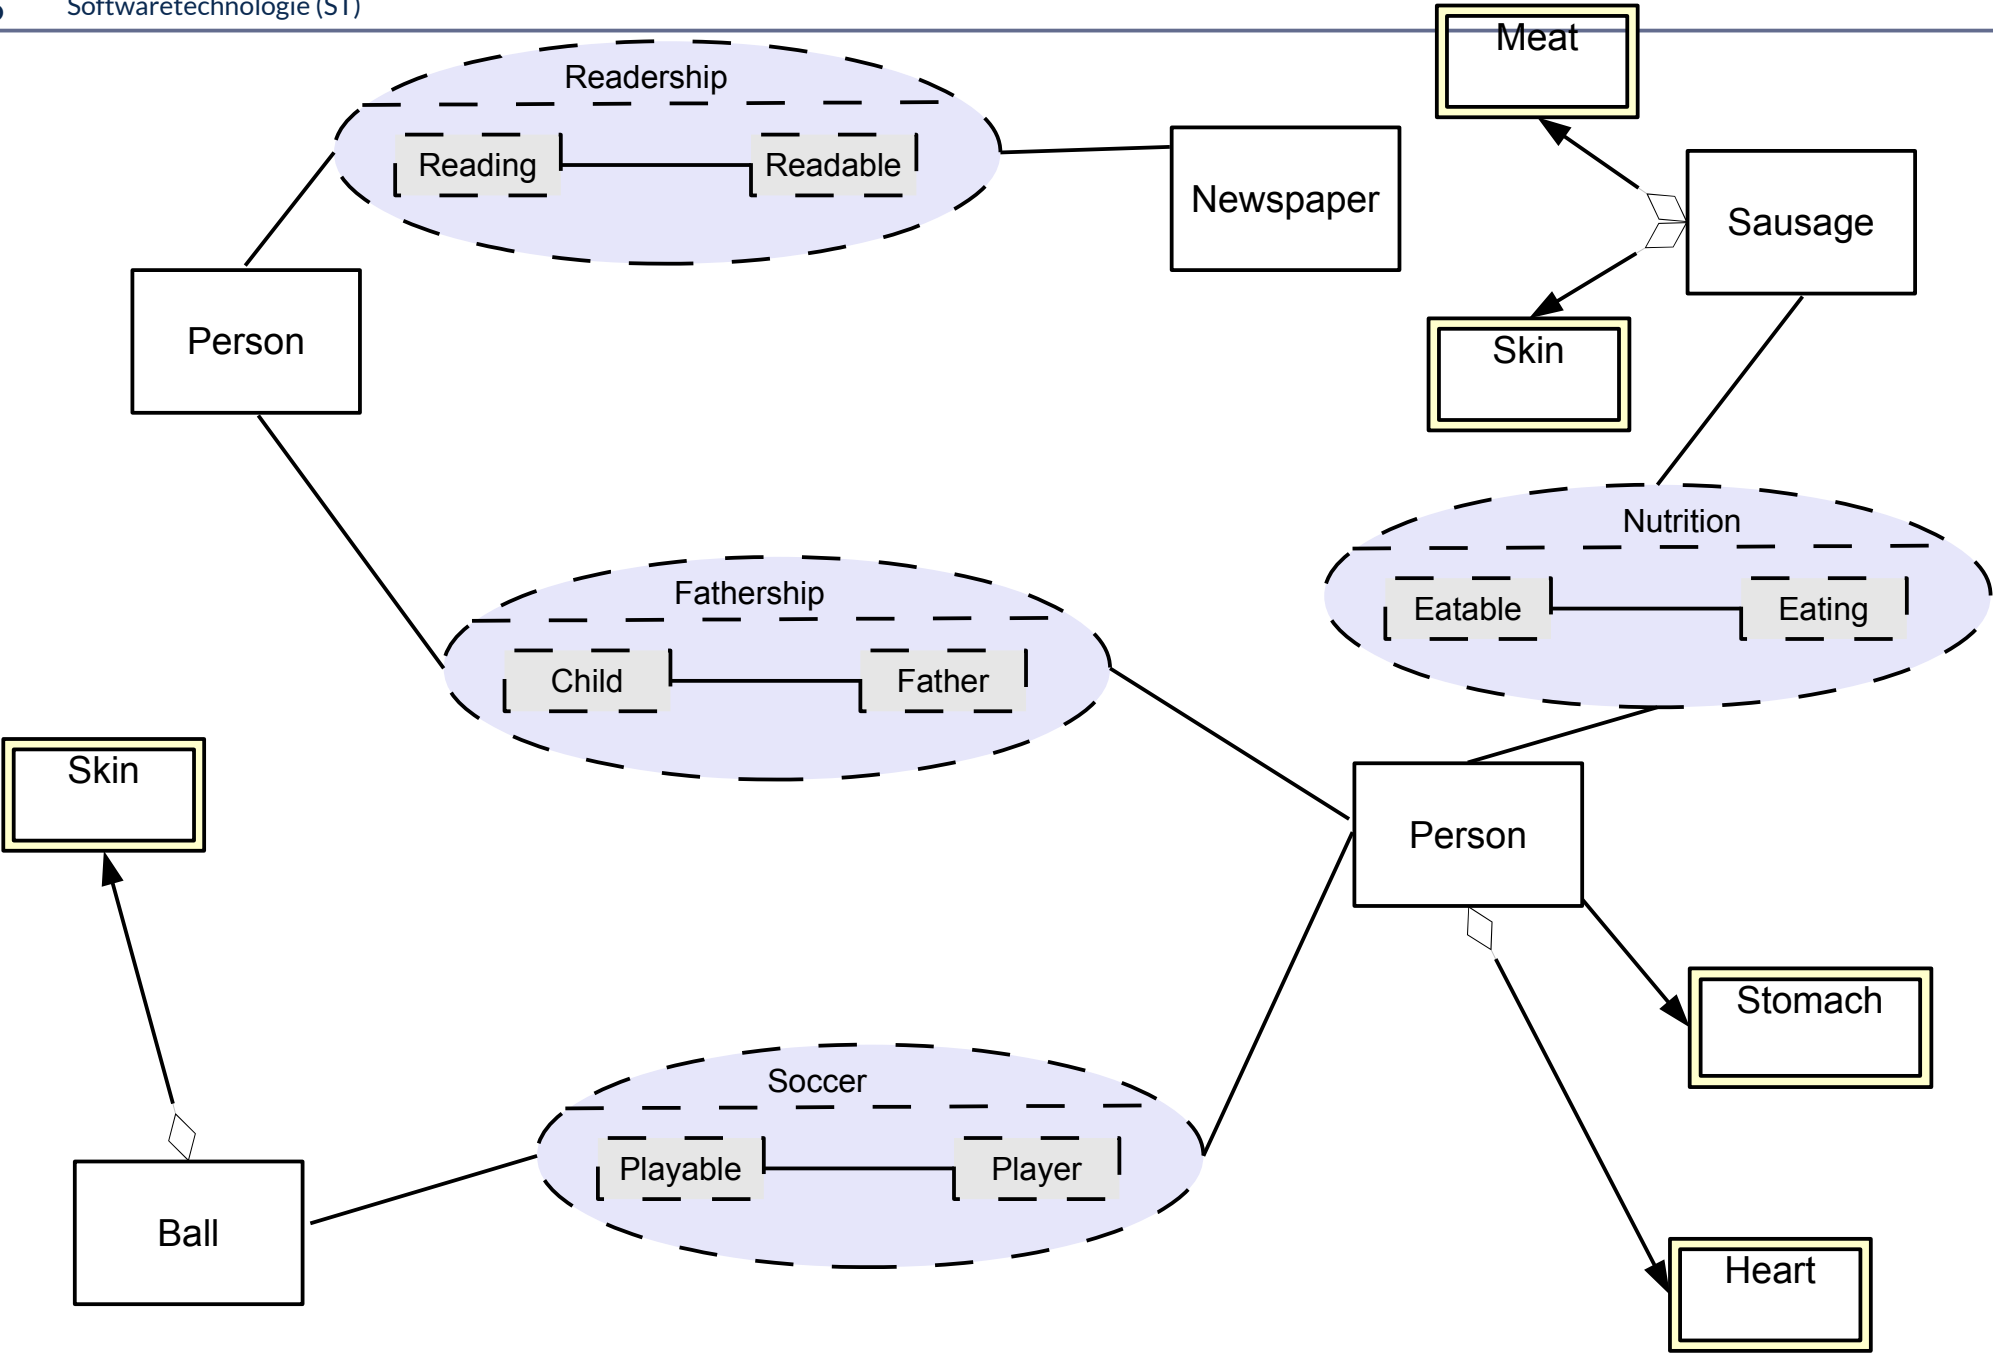 Softwaretechnologie (ST)
Meat
Readership
Reading
Readable
Newspaper
Sausage
Person
Skin
Nutrition
Eatable
Eating
Fathership
Child
Father
Skin
Person
Stomach
Soccer
Playable
Player
Ball
Heart